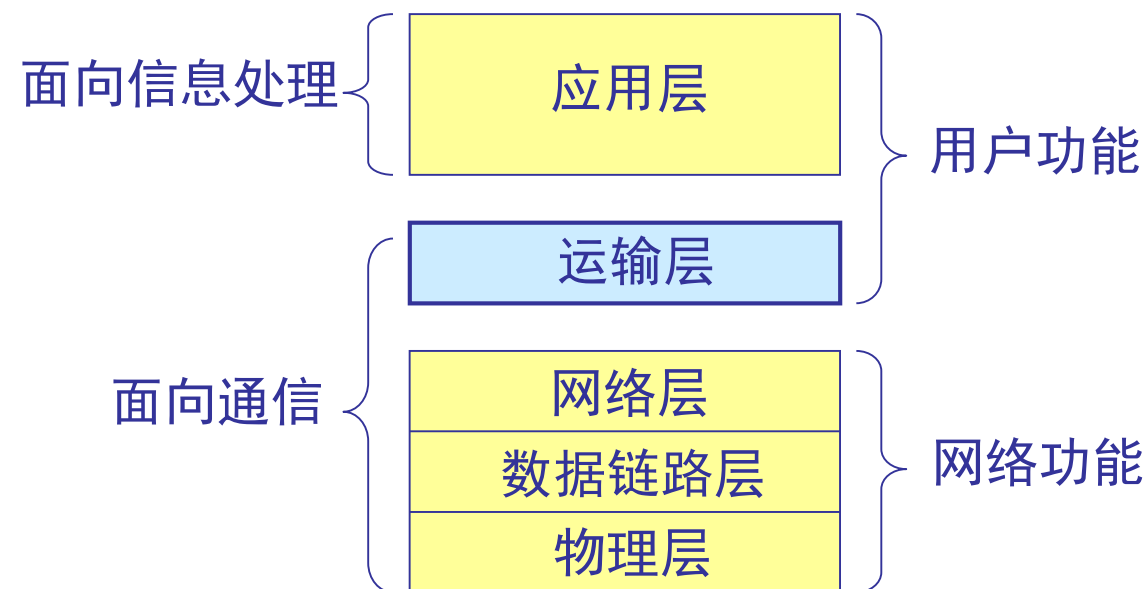 面向信息处理
应用层
用户功能
运输层
面向通信
网络层
数据链路层
网络功能
物理层